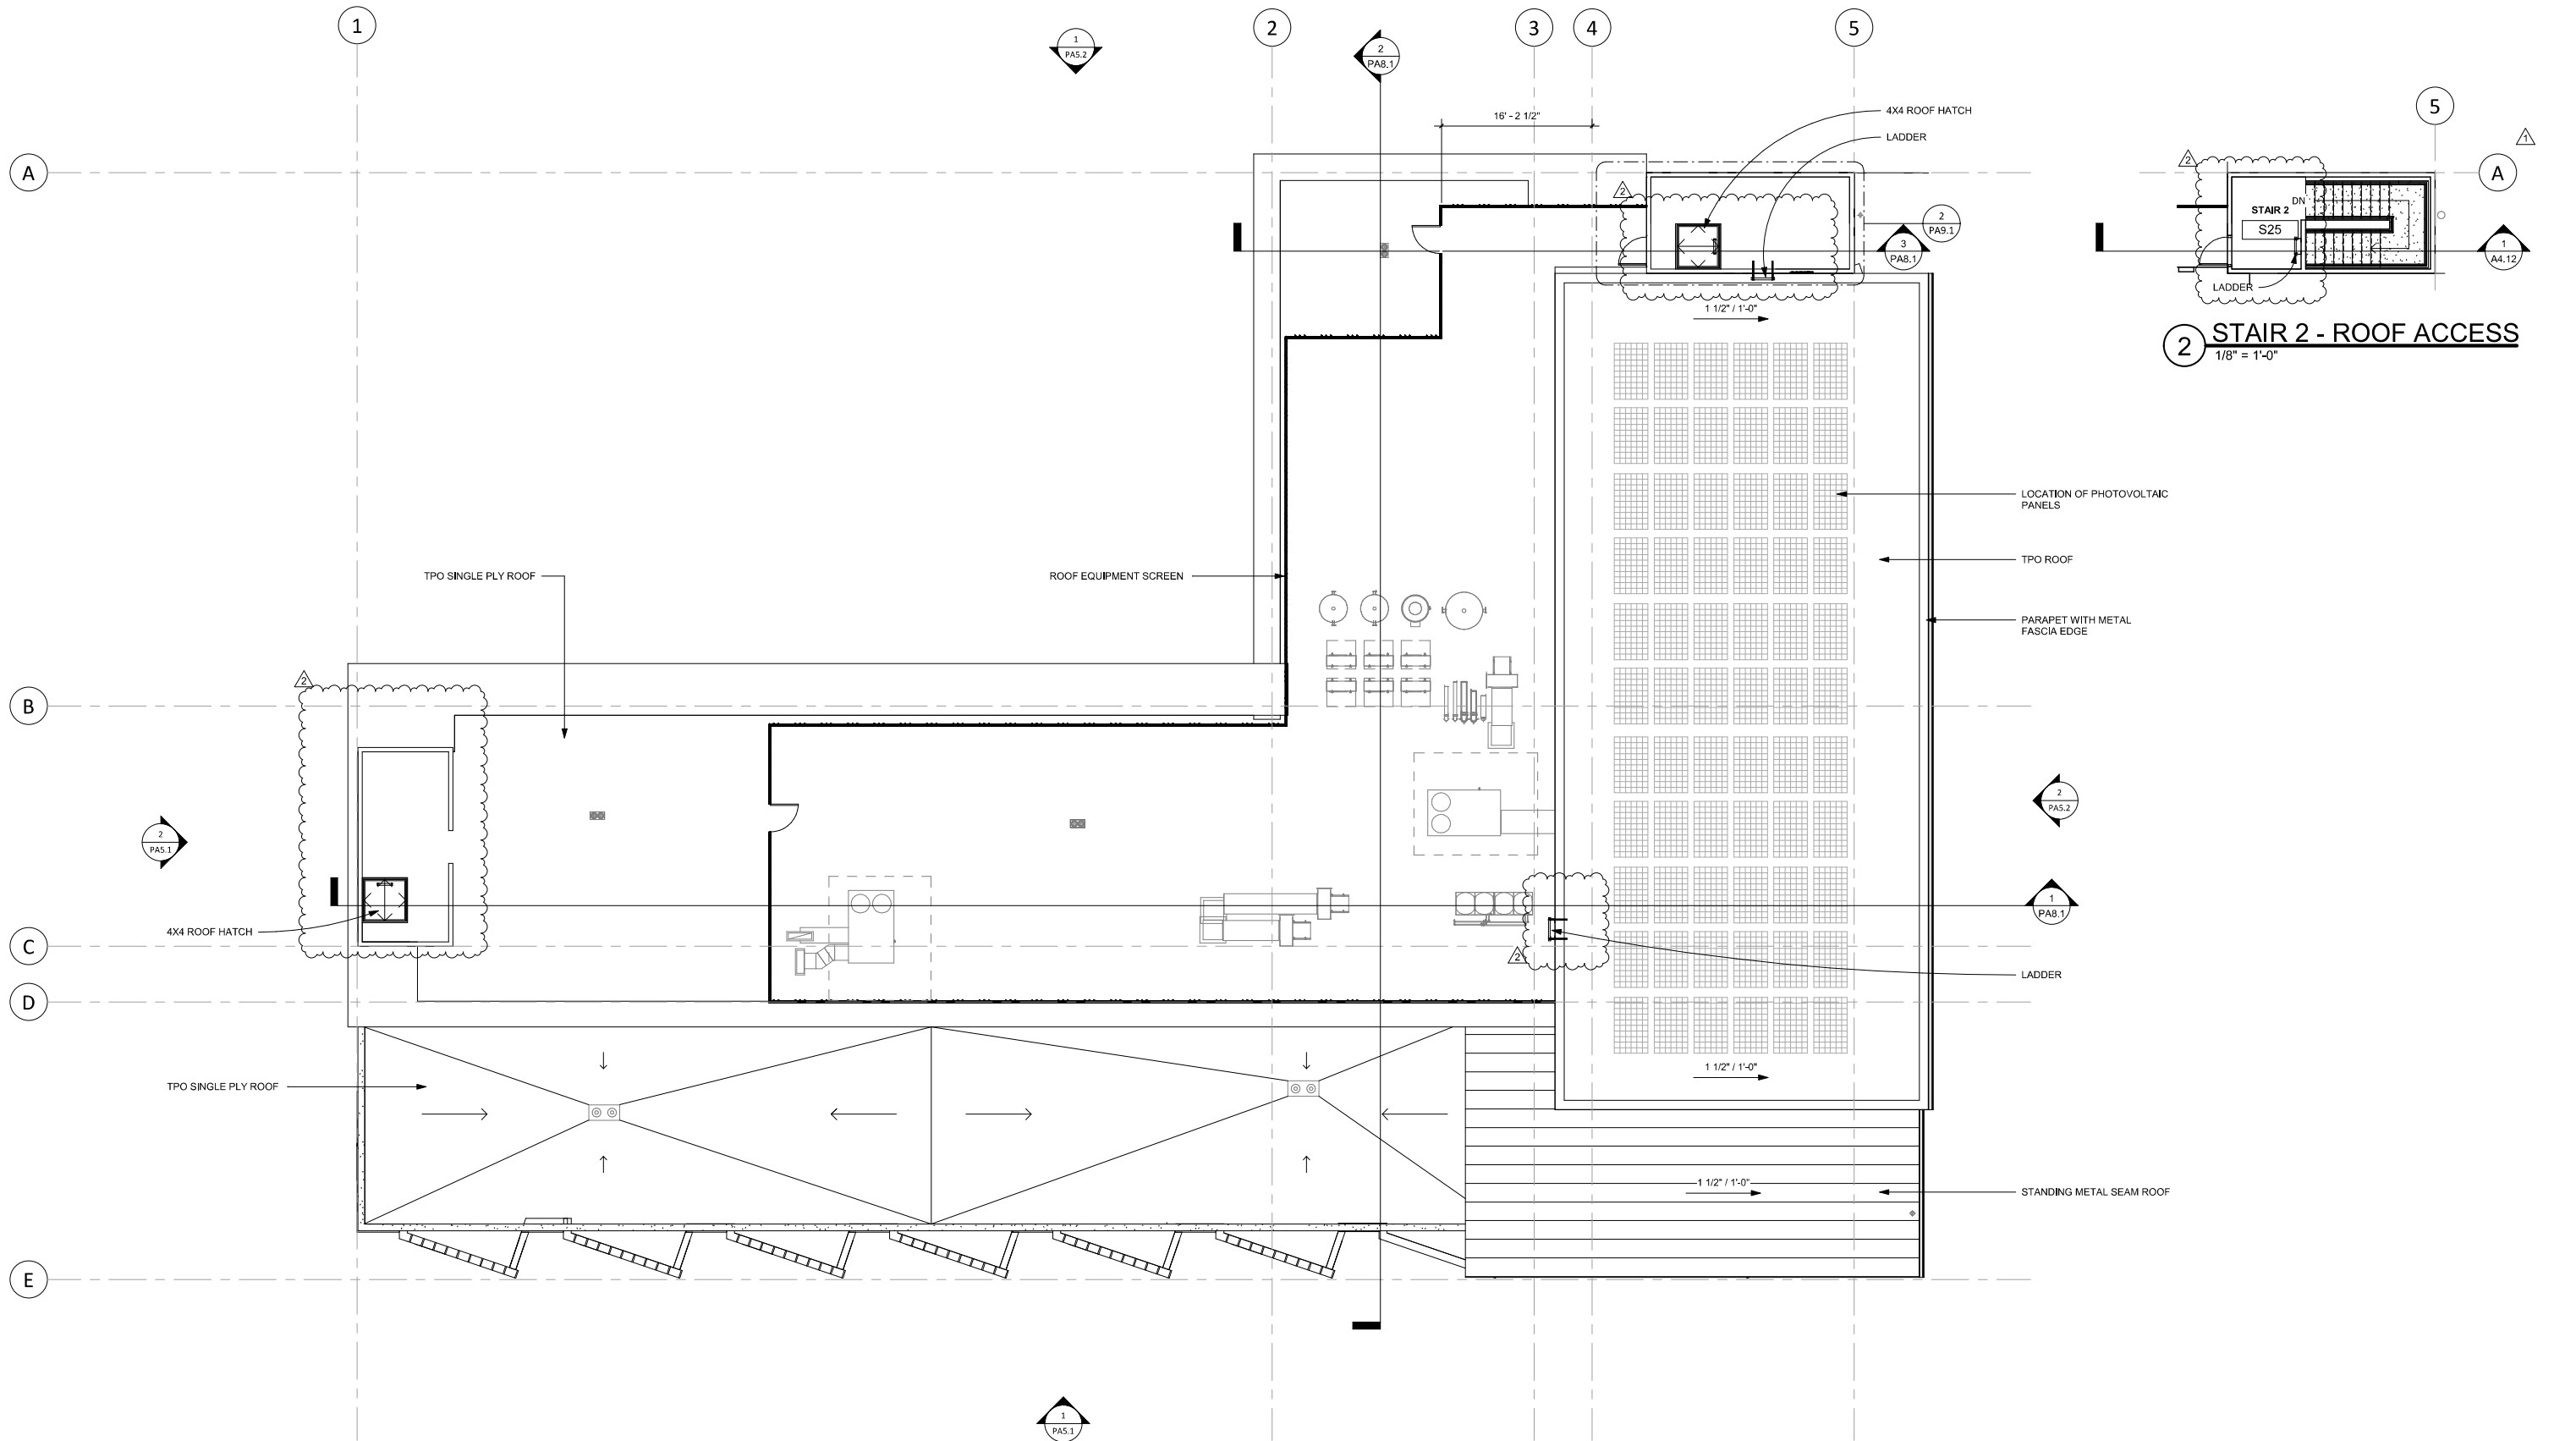 1
2
3
4
5
1
PA5.2
2
PA8.1
5
1
16' - 2 1/2"
4X4 ROOF HATCH
LADDER
A
2
2
A
2
PA9.1
3
PA8.1
STAIR 2
DN
S25
LADDER
1
A4.12
1 1/2" / 1'-0"
2
STAIR 2 - ROOF ACCESS
1/8" = 1'-0"
LOCATION OF PHOTOVOLTAIC
PANELS
TPO ROOF
TPO SINGLE PLY ROOF
ROOF EQUIPMENT SCREEN
PARAPET WITH METAL
FASCIA EDGE
2
B
2
PA5.2
2
PA5.1
1
PA8.1
4X4 ROOF HATCH
C
2
LADDER
D
1 1/2" / 1'-0"
TPO SINGLE PLY ROOF
1 1/2" / 1'-0"
STANDING METAL SEAM ROOF
E
1
PA5.1